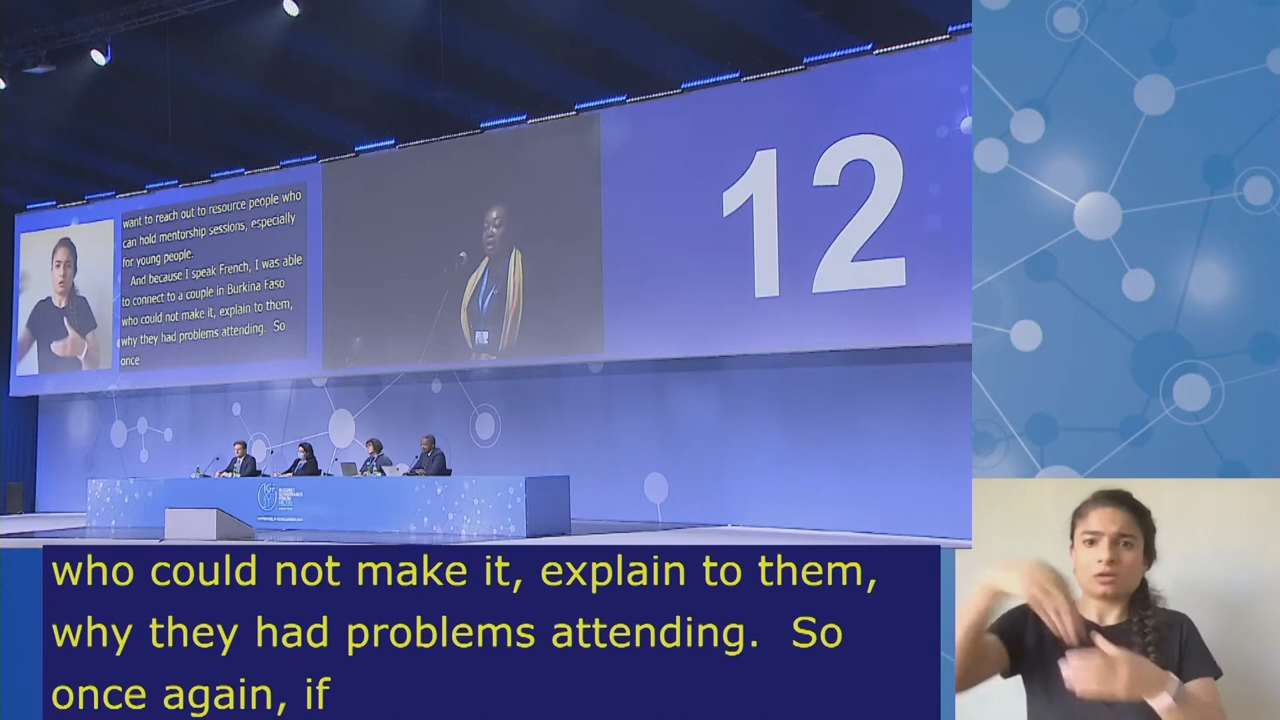 want to reach out to resource people who
can hold mentorship sessions, especially
for young people.
And because I speak French, I was able
to connect to a couple in Burkina Faso
who could not make it, explain to them,
why they had problems attending. So
once
12
INTERNET
GOVERNANCE
FORUM
who could not make it, explain to them,
why they had problems attending. So
once again, if